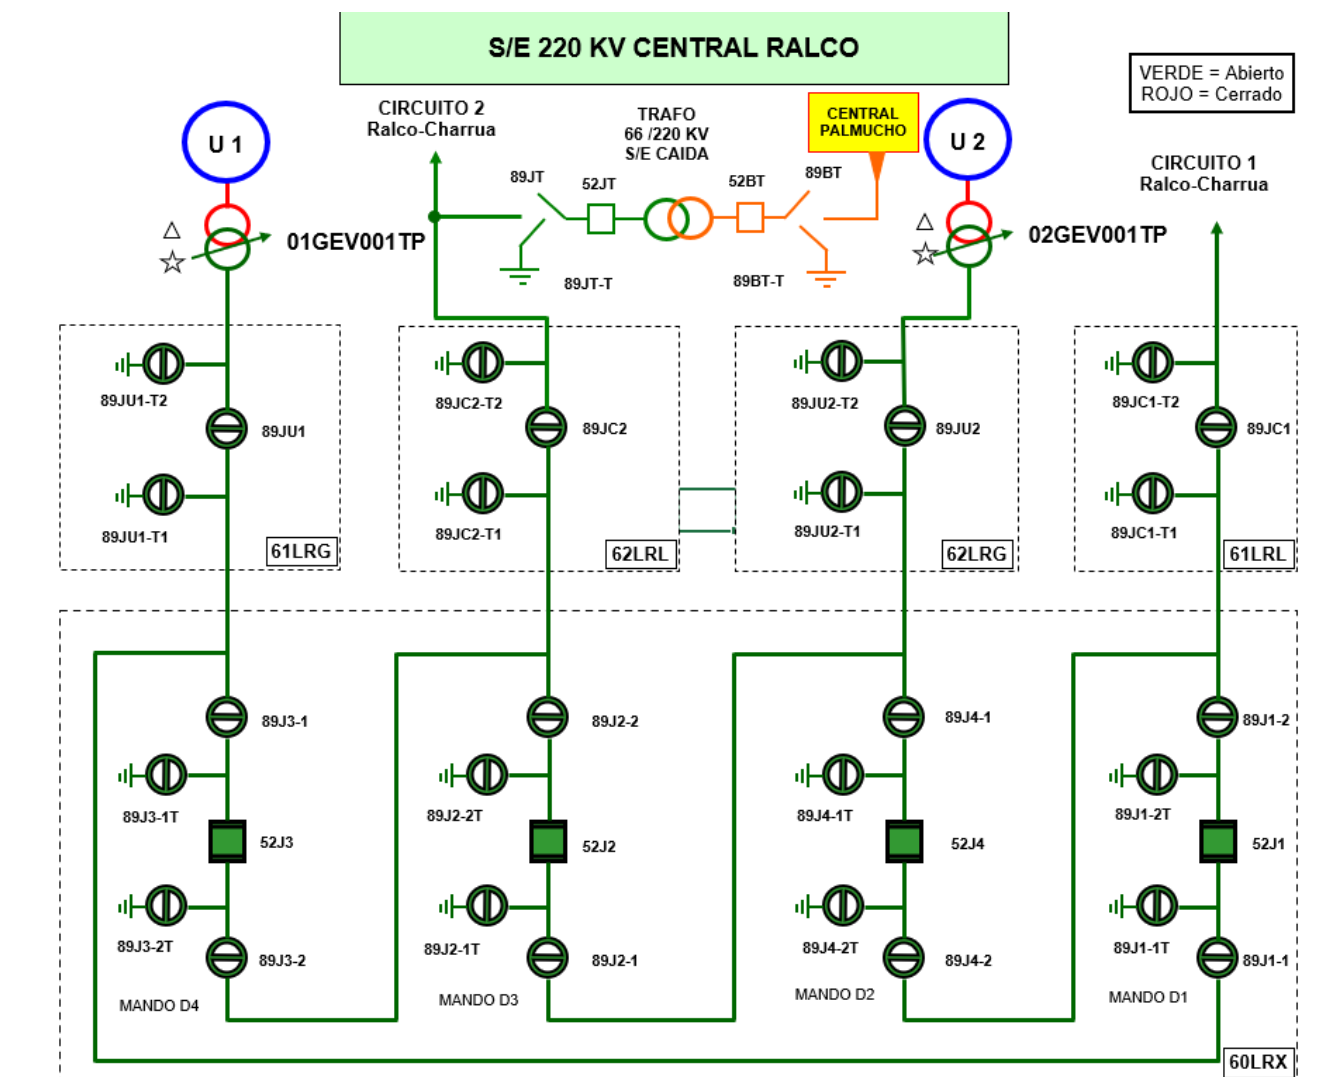 S/E 220 KV CENTRAL RALCO
VERDE = Abierto
ROJO = Cerrado
CIRCUITO 2
Ralco-Charrua
TRAFO
66 /220 KV
S/E CAIDA
CENTRAL
PALMUCHO
U 1
U 2
CIRCUITO 1
Ralco-Charrua
89JT
52JT
52BT
89BT
01GEV001TP
02GEV001TP
89JT-T
89BT-T
89JU1-T2
89JU1
89JU1-T1
61LRG
89JC2-T2
89JC2
89JC2-T1
62LRL
89JU2-T2
89JU2
89JU2-T1
62LRG
89JC1-T2
89JC1
89JC1-T1
61LRL
89J3-1
89J3-1T
52J3
89J3-2T
89J3-2
MANDO D4
89J2-2
89J2-2T
52J2
89J2-1T
89J2-1
MANDO D3
89J4-1
89J4-1T
52J4
89J4-2T
89J4-2
MANDO D2
89J1-2
89J1-2T
52J1
89J1-1T
89J1-1
MANDO D1
60LRX